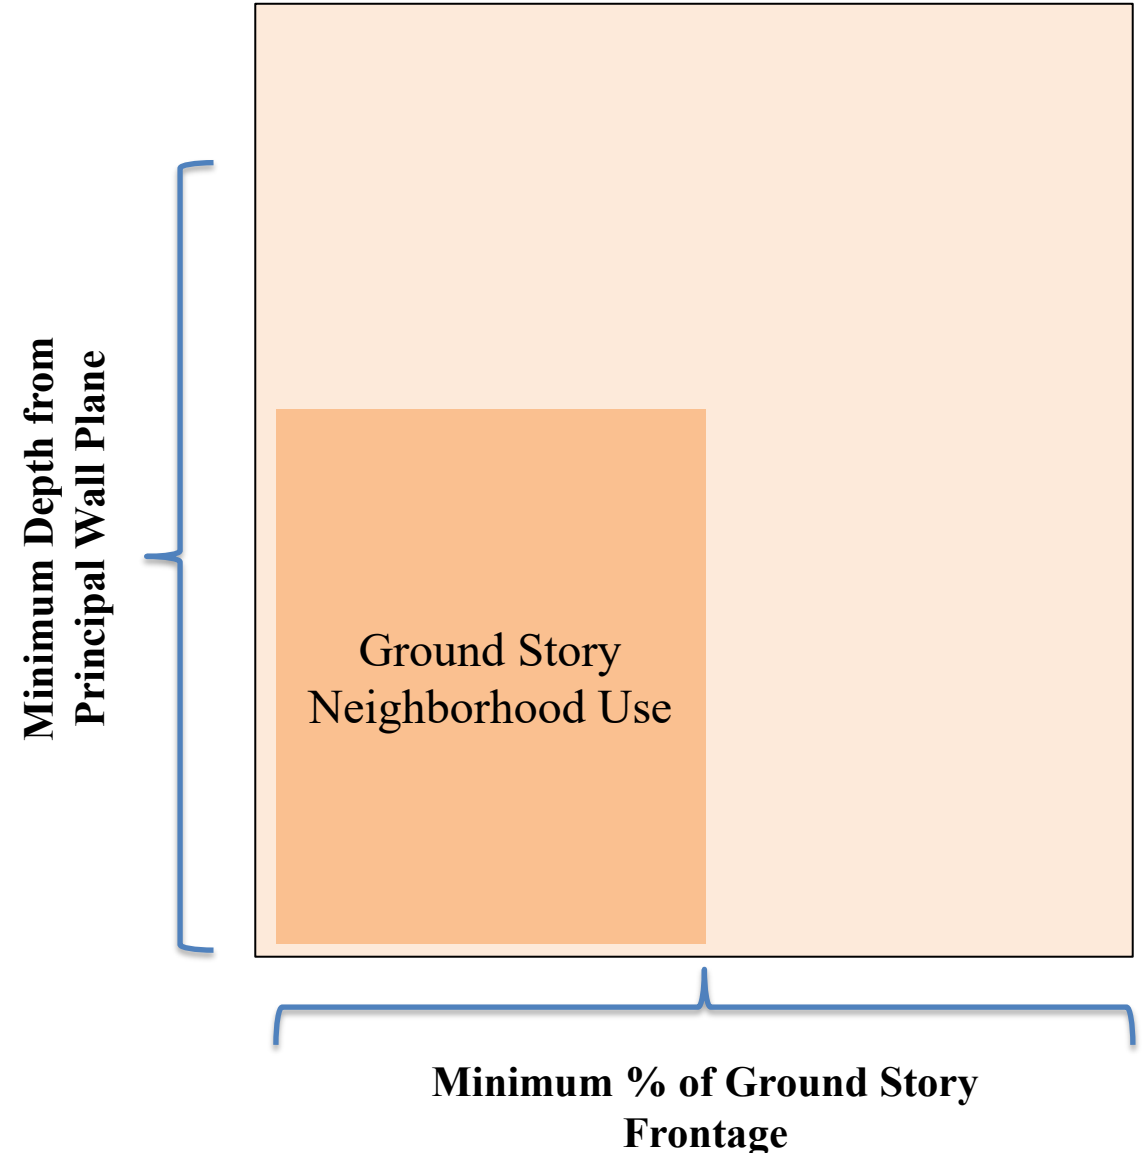 Minimum Depth from
Principal Wall Plane
Ground Story
Neighborhood Use
Minimum % of Ground Story
Frontage